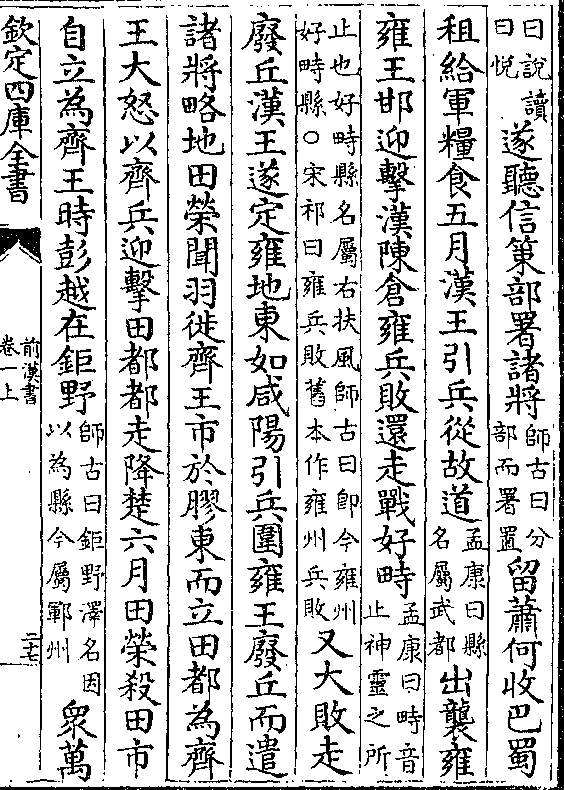 曰說讀曰悅遂聽信策部署諸將師古曰分部而署置留蕭何收巴蜀
租給軍糧食五月漢王引兵從故道孟康曰縣名屬武都出襲雍
雍王邯迎擊漢陳倉雍兵敗還走戰好畤孟康曰畤音止神靈之所
止也好畤縣名屬右扶風師古曰卽今雍州好畤縣○宋祁曰雍兵敗舊本作雍州兵敗又大敗走
廢丘漢王遂定雍地東如咸陽引兵圍雍王廢丘而遣
諸將略地田榮聞羽徙齊王市於膠東而立田都為齊
王大怒以齊兵迎擊田都都走降楚六月田榮殺田市
自立為齊王時彭越在鉅野師古曰鉅野澤名因以為縣今屬鄆州衆萬
欽定四庫全書
前漢書
卷一上
二十七